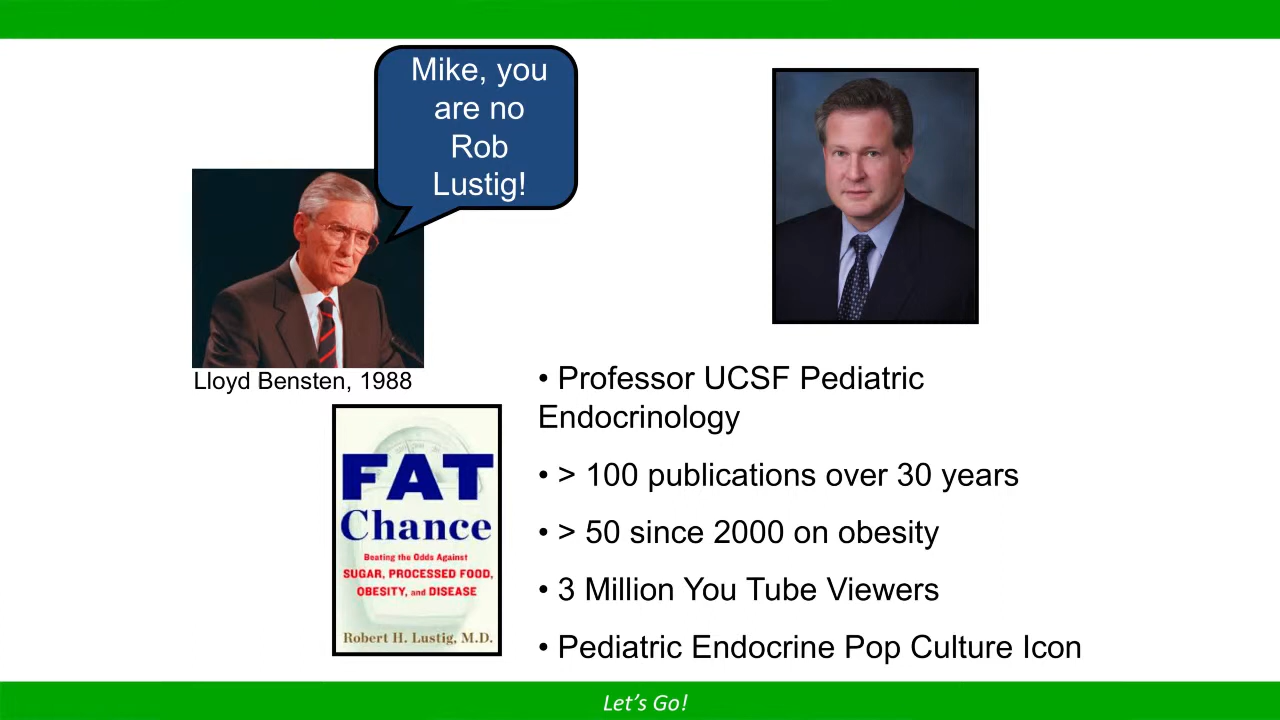 Mike, you
are no
Rob
Lustig!
Lloyd Bensten, 1988
FAT
Chance
Beating the Odds Against
SUGAR, PROCESSED FOOD,
OBESITY, and DISEASE
Robert H. Lustig, M.D.
• Professor UCSF Pediatric
Endocrinology
• > 100 publications over 30 years
• > 50 since 2000 on obesity
• 3 Million You Tube Viewers
• Pediatric Endocrine Pop Culture Icon
Let's Go!